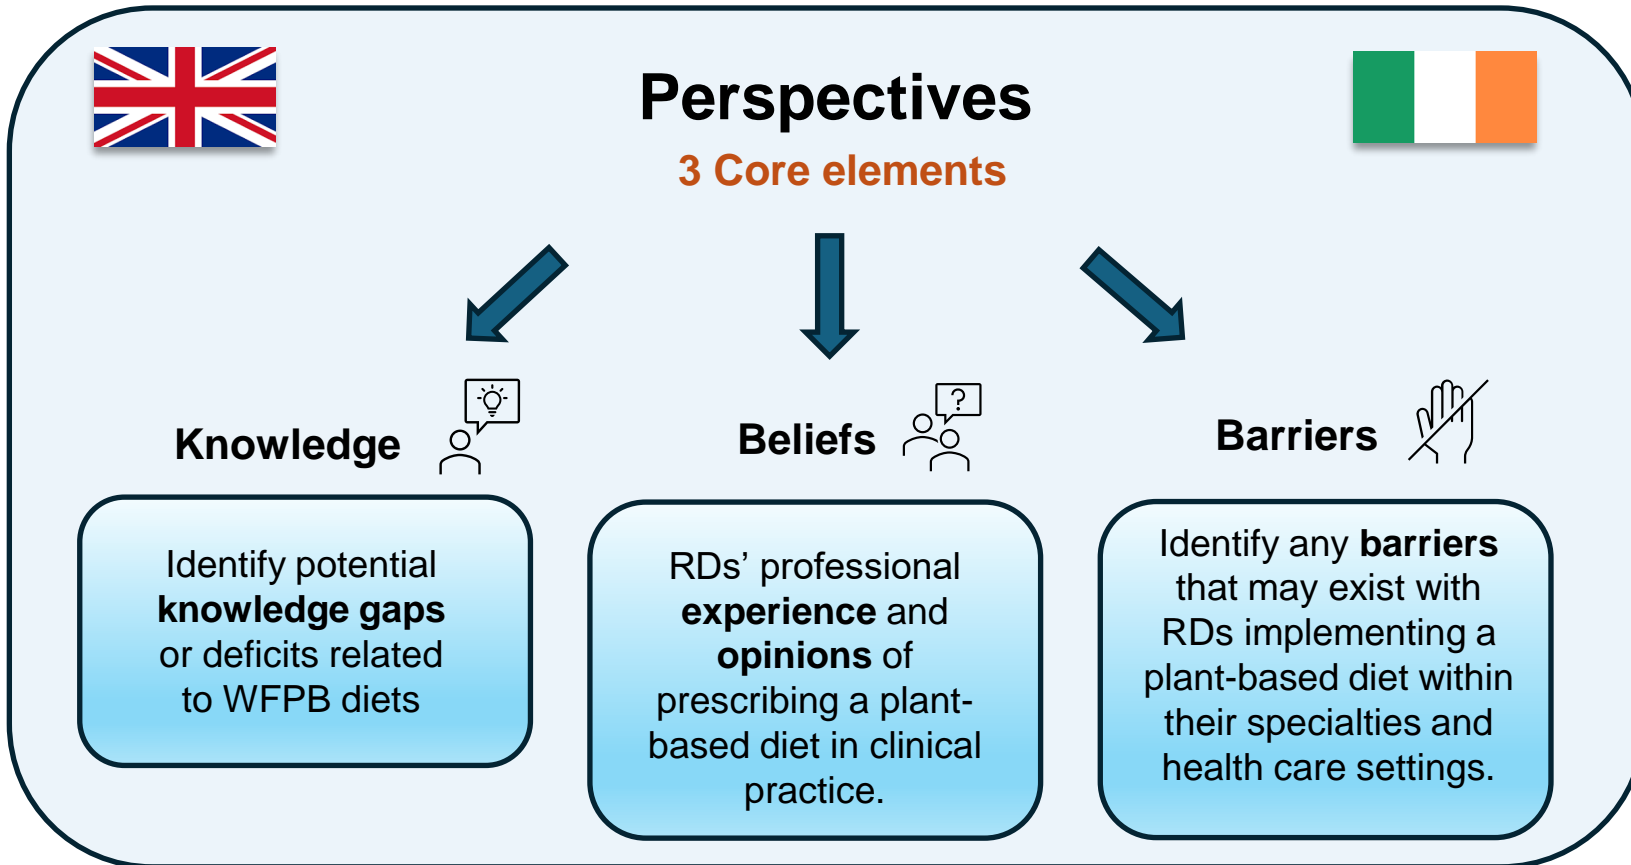 Perspectives
3 Core elements
Knowledge
Identify potential
knowledge gaps
or deficits related
to WFPB diets
Beliefs
?
RDs’ professional
experience and
opinions of
prescribing a plant-
based diet in clinical
practice.
Barriers
Identify any barriers
that may exist with
RDs implementing a
plant-based diet within
their specialties and
health care settings.